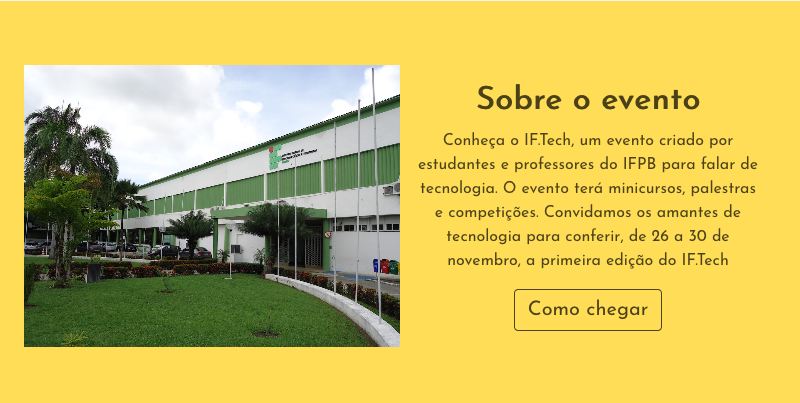 Sobre o evento
Conheça o IF.Tech, um evento criado por
estudantes e professores do IFPB para falar de
tecnologia. O evento terá minicursos, palestras
e competições. Convidamos os amantes de
tecnologia para conferir, de 26 a 30 de
novembro, a primeira edição do IF.Tech
Como chegar